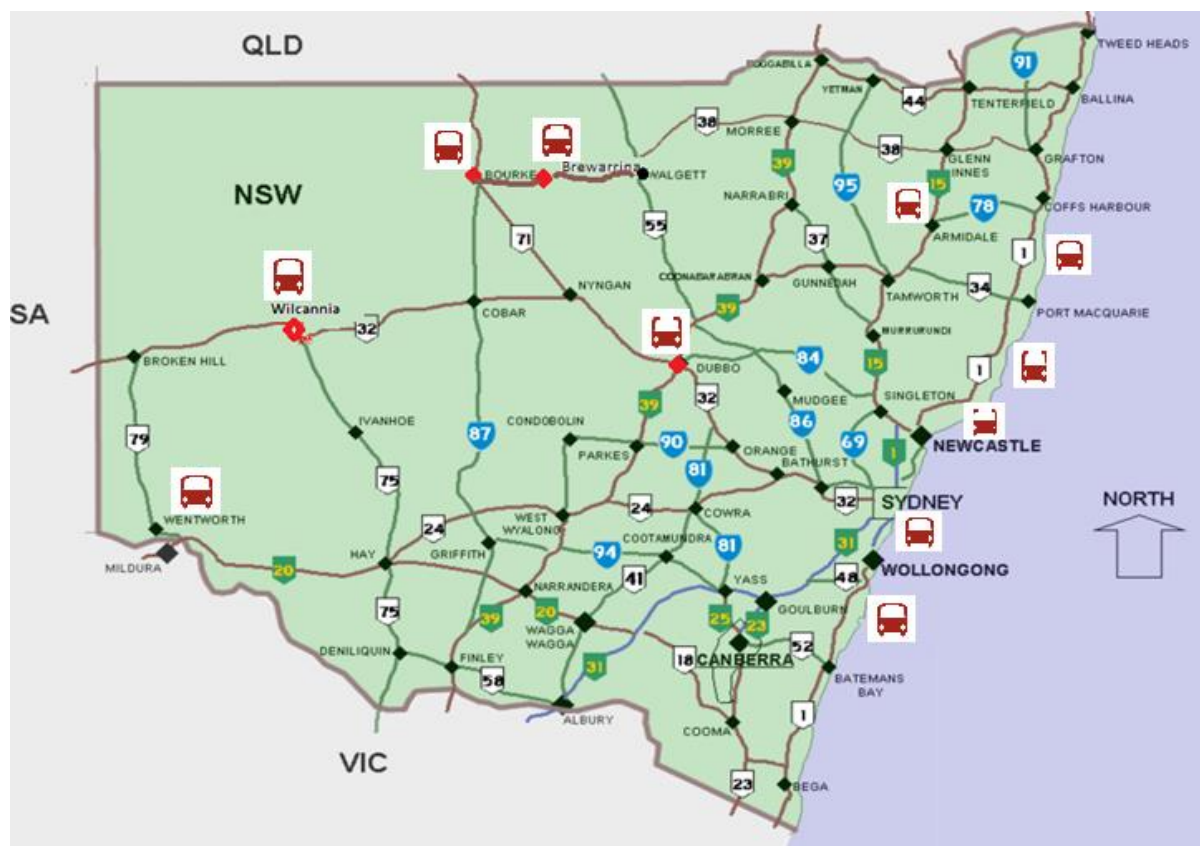 QLD
TWEED HEADS
BOGGABILLA
91
YETMAN
44
TENTERFIELD
BALLINA
38
MORREE
38
GLENN
INNES
GRAFTON
39
BOURKE
Brewarrina
WALGETT
NSW
95
15
78
NARRABRI
COFFS HARBOUR
55
ARMIDALE
71
37
1
COONABARABRAN
GUNNEDAH
TAMWORTH
34
NYNGAN
PORT MACQUARIE
Wilcannia
COBAR
39
SA
32
MURRURUNDI
BROKEN HILL
84
15
1
DUBBO
MUDGEE
SINGLETON
32
39
IVANHOE
CONDOBOLIN
86
79
87
90
69
1
NEWCASTLE
PARKES
ORANGE
BATHURST
81
75
SYDNEY
NORTH
24
32
WENTWORTH
24
WEST
WYALONG
COWRA
COOTAMUNDRA
81
31
HAY
GRIFFITH
94
MILDURA
20
41
YASS
48
WOLLONGONG
NARRANDERA
GOULBURN
75
39
20
25
23
WAGGA
WAGGA
52
DENILIQUIN
FINLEY
31
18
CANBERRA
58
BATEMANS
BAY
ALBURY
1
COOMA
VIC
23
BEGA